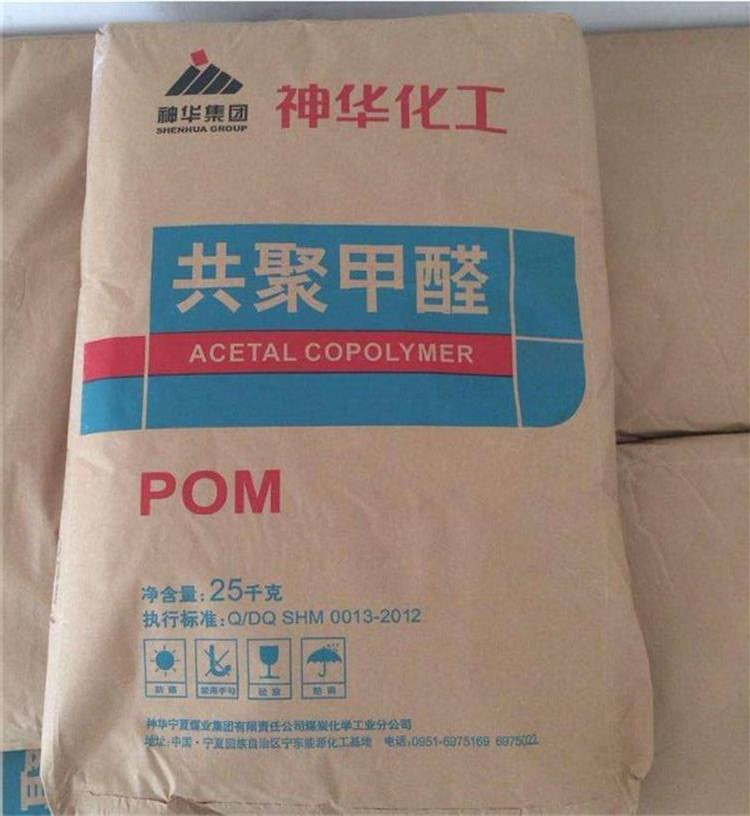 神华集团
SHENHUA GROUP
神华化工
共聚甲醛
ACETAL COPOLYMER
POM
净含量: 25千克
执行标准: Q/DQ SHM 0013-2012
防晒 禁用手勾 轻放 防雨
神华宁夏煤业集团有限责任公司煤炭化学工业分公司
地址: 中国·宁夏回族自治区宁东能源化工基地 电话: 0951-6975169 6975022